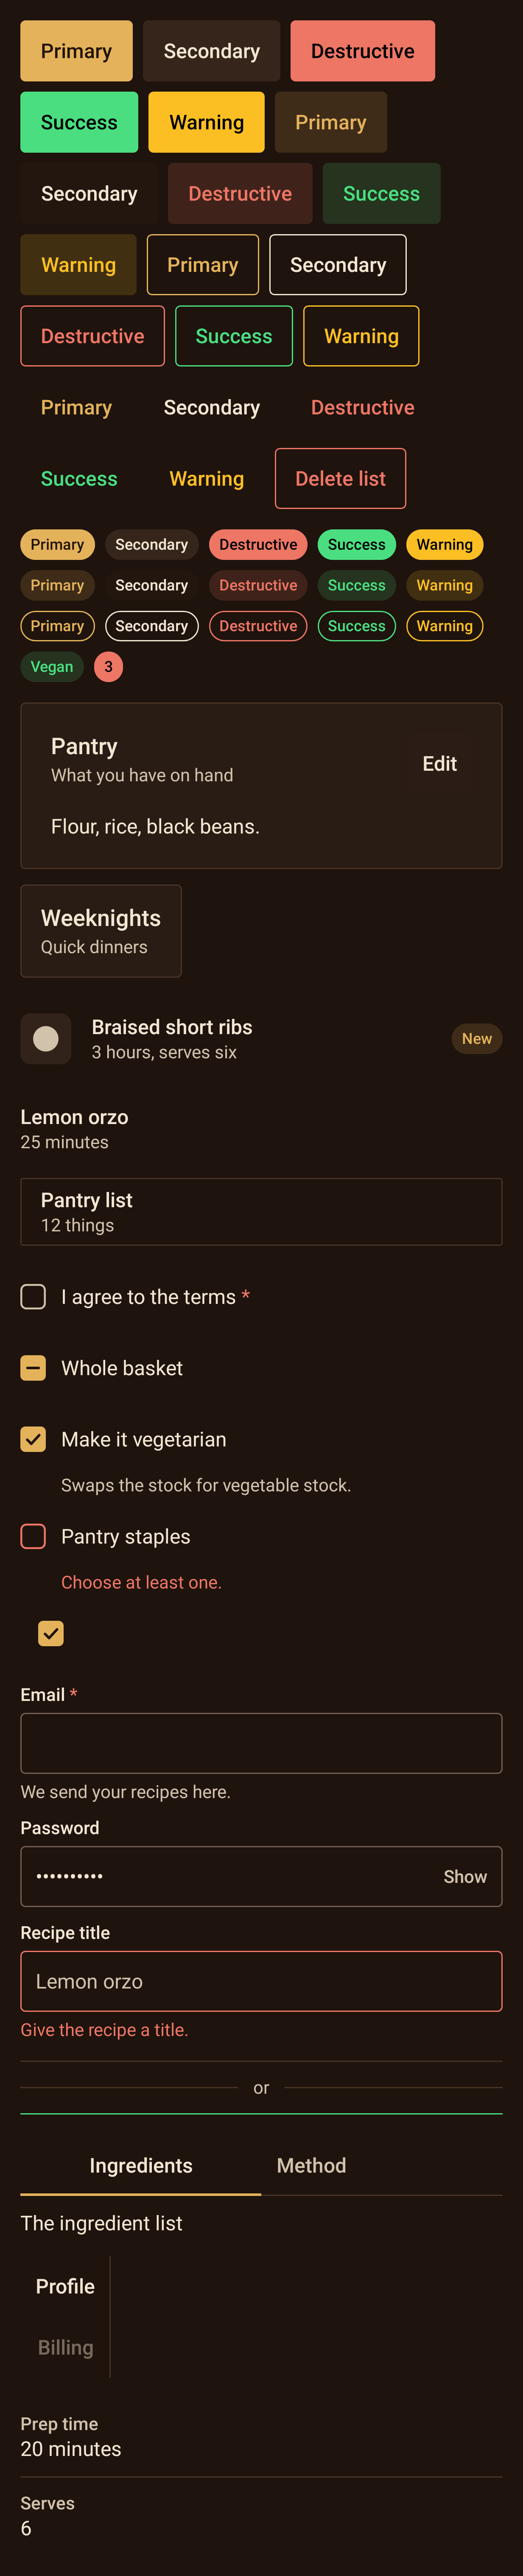 Primary Secondary Destructive
Success Warning Primary
Secondary Destructive Success
Warning Primary Secondary
Destructive Success Warning
Primary Secondary Destructive
Success Warning Delete list
Primary Secondary Destructive Success Warning
Primary Secondary Destructive Success Warning
Primary Secondary Destructive Success Warning
Vegan 3
Pantry
What you have on hand
Edit
Flour, rice, black beans.
Weeknights
Quick dinners
Braised short ribs
3 hours, serves six
New
Lemon orzo
25 minutes
Pantry list
12 things
I agree to the terms *
Whole basket
Make it vegetarian
Swaps the stock for vegetable stock.
Pantry staples
Choose at least one.
Email *
We send your recipes here.
Password
•••••••••• Show
Recipe title
Lemon orzo
Give the recipe a title.
or
Ingredients Method
The ingredient list
Profile
Billing
Prep time
20 minutes
Serves
6